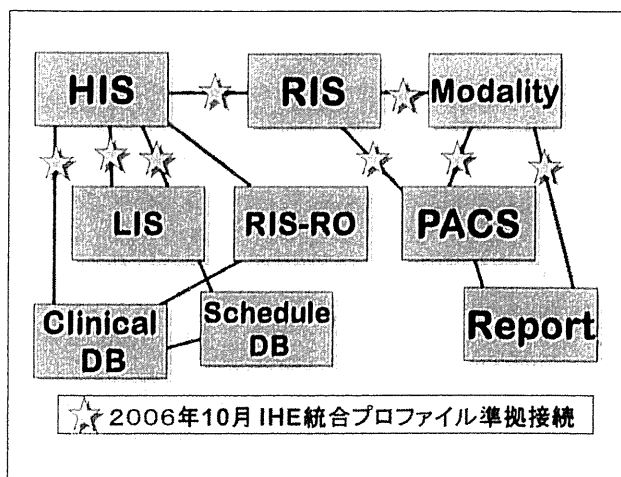 HIS
RIS
Modality
LIS
RIS-RO
PACS
Clinical
DB
Schedule
DB
Report
2006年10月 IHE統合プロファイル準拠接続